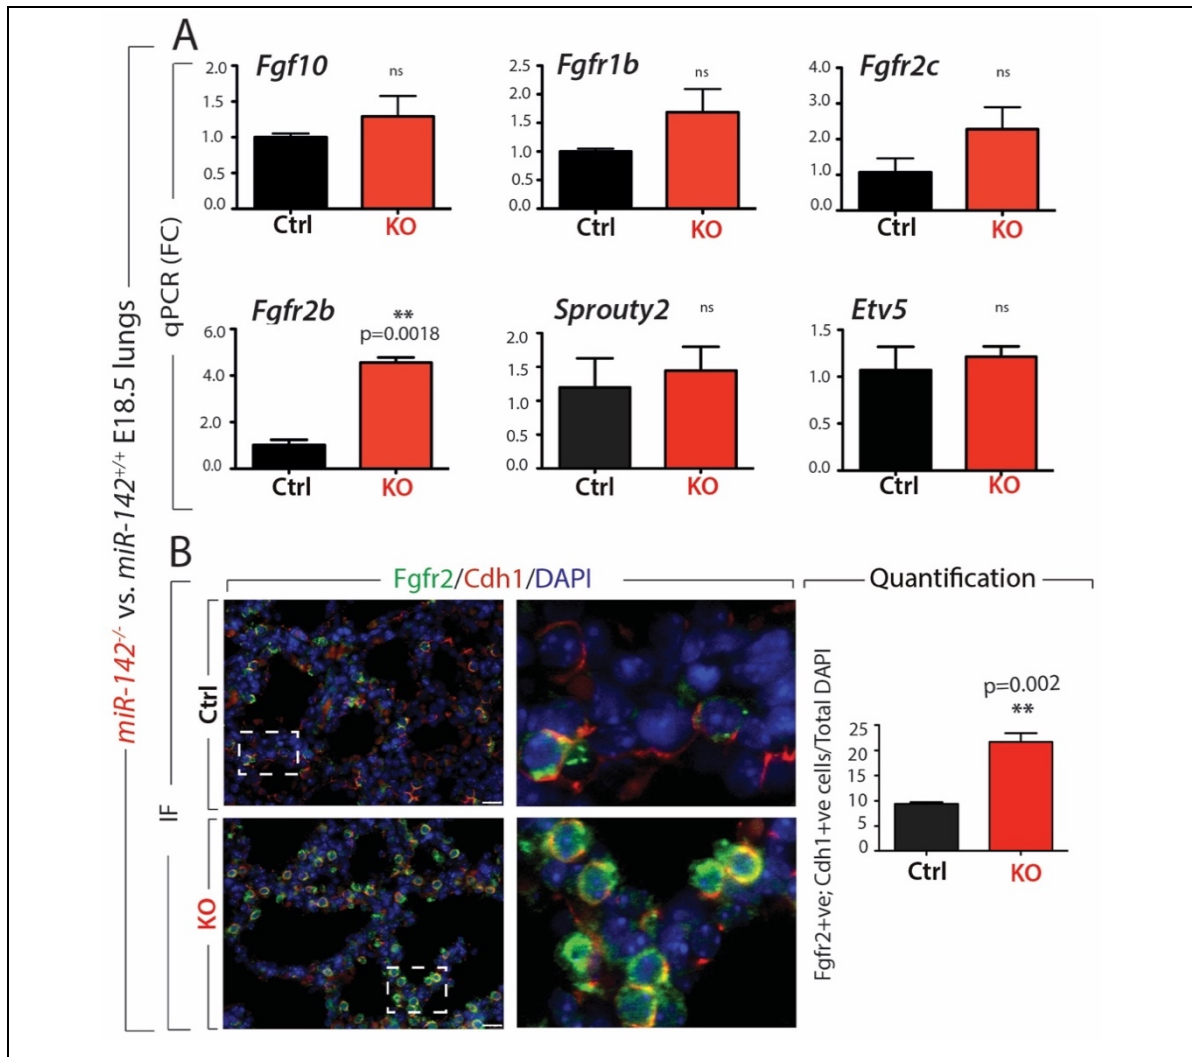 A
miR-142-/- vs. miR-142+/+ E18.5 lungs
qPCR (FC)
Fgf10
ns
2.0
1.5
1.0
0.5
0.0
Ctrl
KO
Fgfr1b
ns
2.5
2.0
1.5
1.0
0.5
0.0
Ctrl
KO
Fgfr2c
ns
4.0
3.0
2.0
1.0
0.0
Ctrl
KO
Fgfr2b
**
p=0.0018
6.0
4.0
2.0
0.0
Ctrl
KO
Sprouty2
ns
2.0
1.5
1.0
0.5
0.0
Ctrl
KO
Etv5
ns
1.5
1.0
0.5
0.0
Ctrl
KO
B
IF
Fgfr2/Cdh1/DAPI
Ctrl
KO
Quantification
Fgfr2+ve; Cdh1+ve cells/Total DAPI
p=0.002
**
25
20
15
10
5
0
Ctrl
KO